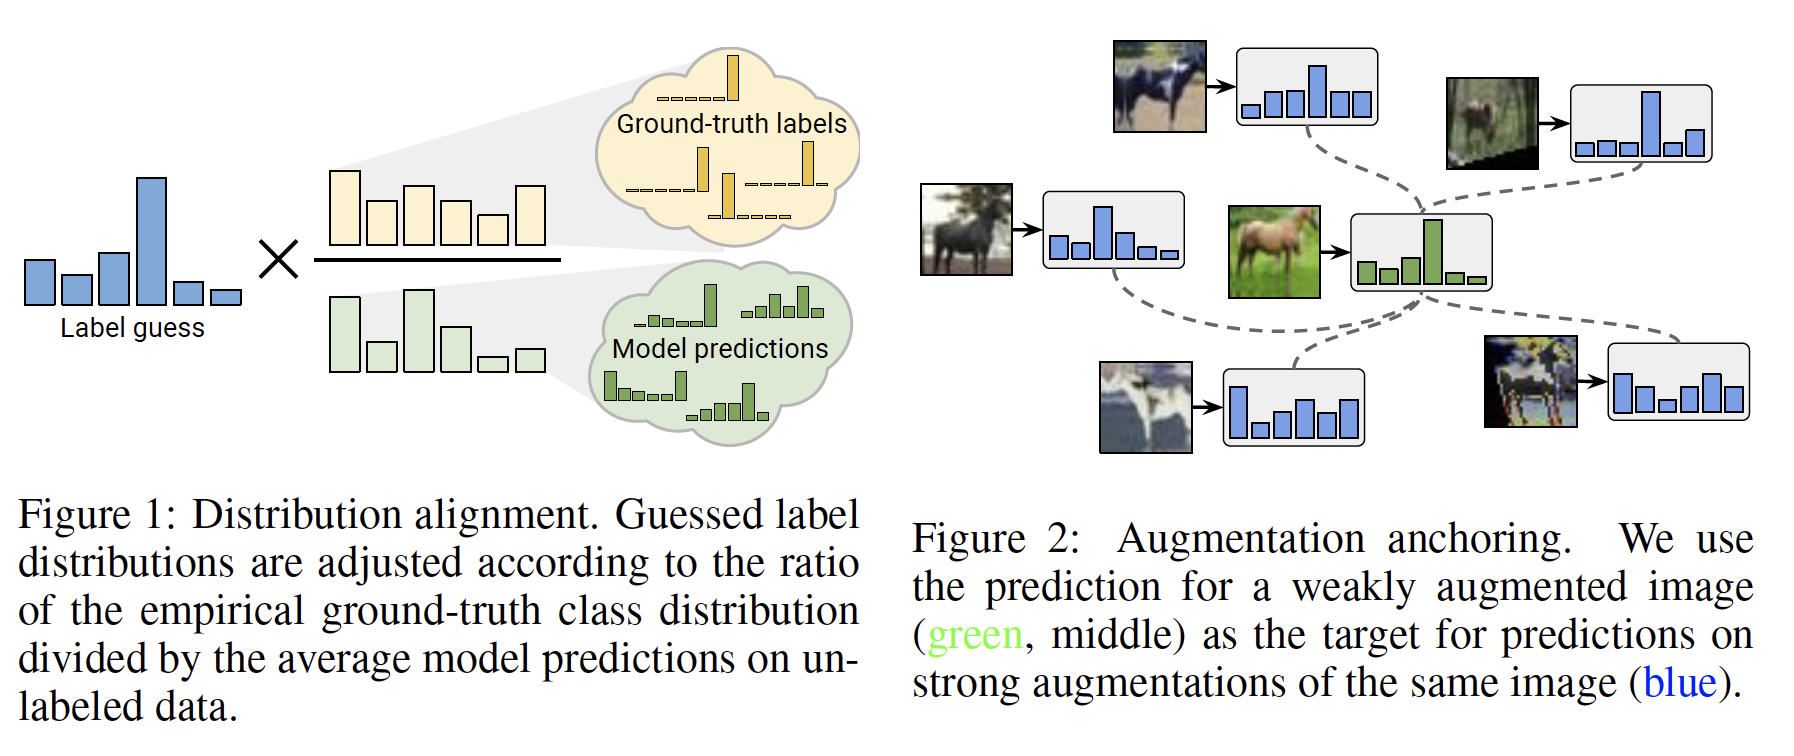 Ground-truth labels
Label guess
Model predictions
Figure 1: Distribution alignment. Guessed label
distributions are adjusted according to the ratio
of the empirical ground-truth class distribution
divided by the average model predictions on un-
labeled data.
Figure 2: Augmentation anchoring. We use
the prediction for a weakly augmented image
(green, middle) as the target for predictions on
strong augmentations of the same image (blue).